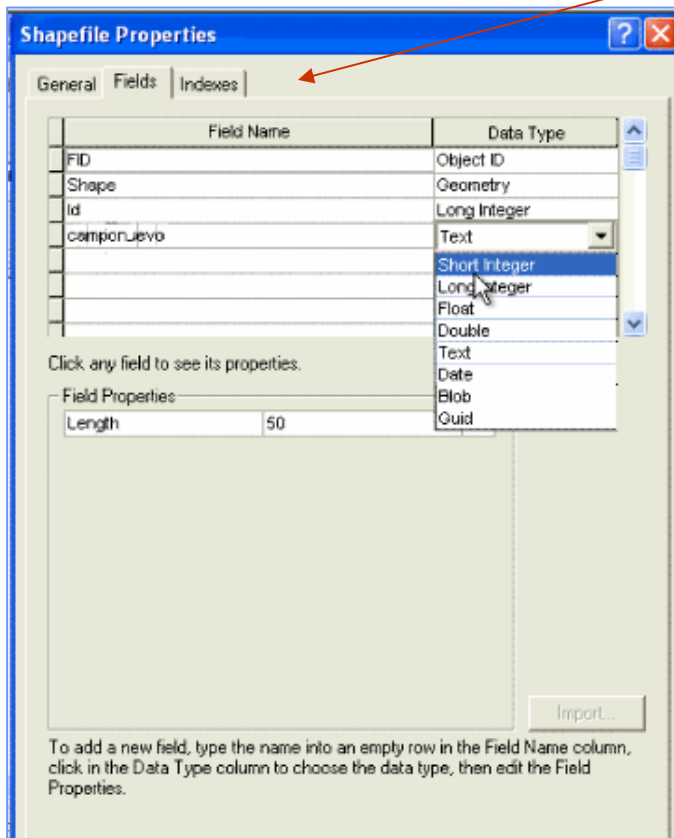 Shapefile Properties
General Fields Indexes
Field Name Data Type
FID Object ID
Shape Geometry
Id Long Integer
camponuevo Text
Short Integer
Long Integer
Float
Double
Text
Date
Blob
Guid
Click any field to see its properties.
Field Properties
Length 50
Import...
To add a new field, type the name into an empty row in the Field Name column,
click in the Data Type column to choose the data type, then edit the Field
Properties.